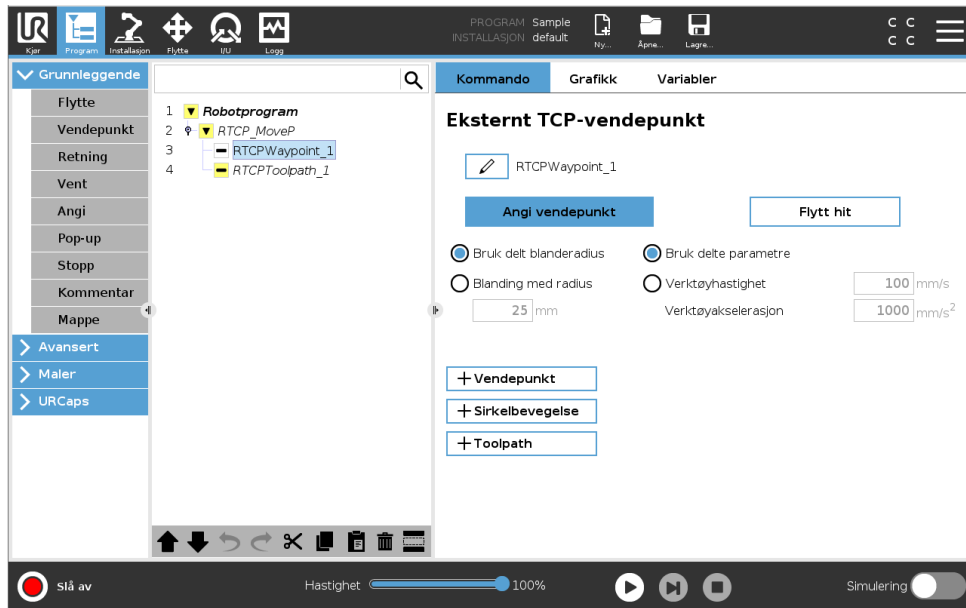 PROGRAM Sample
INSTALLASJON default
C C
C C
UR
Kjør
Program
Installasjon
Flytte
I/U
Logg
Ny...
Åpne...
Lagre...
Grunnleggende
Flytte
Vendepunkt
Retning
Vent
Angi
Pop-up
Stopp
Kommentar
Mappe
Avansert
Maler
URCaps
1 Robotprogram
2 RTCP_MoveP
3 RTCPWaypoint_1
4 RTCPToolpath_1
Kommando Grafikk Variabler
Eksternt TCP-vendepunkt
RTCPWaypoint_1
Angi vendepunkt Flytt hit
Bruk delt blanderadius Bruk delte parametre
Blanding med radius Verktøyhastighet 100 mm/s
25 mm Verktøyakselerasjon 1000 mm/s²
+ Vendepunkt
+ Sirkelbevegelse
+ Toolpath
Slå av Hastighet 100% Simulering